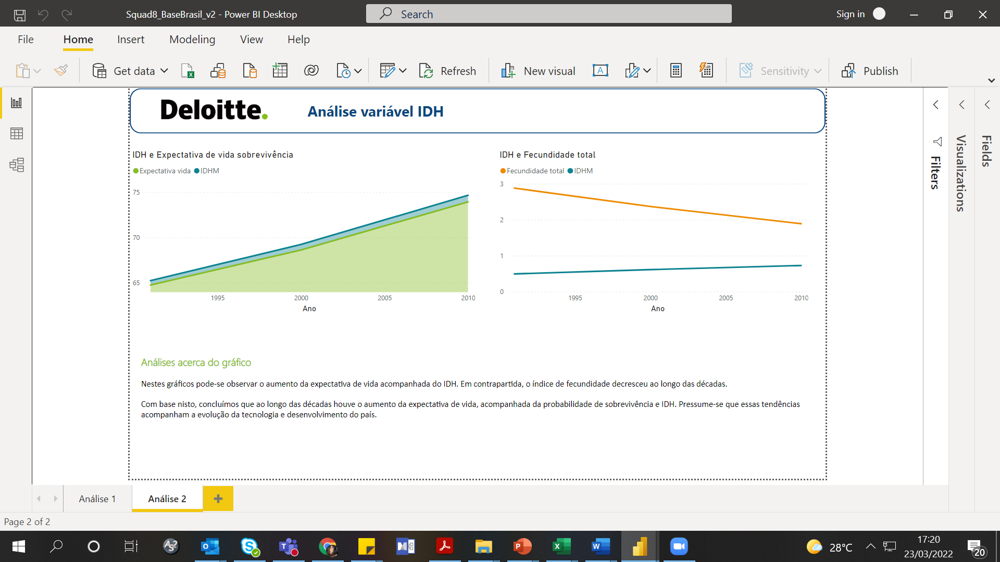 Squad8_BaseBrasil_v2 - Power BI Desktop
Search
Sign in
File Home Insert Modeling View Help
Get data
Refresh
New visual
Sensitivity
Publish
Deloitte.
Análise variável IDH
IDH e Expectativa de vida sobrevivência
Expectativa vida IDHM
75
70
65
1995 2000 2005 2010
Ano
IDH e Fecundidade total
Fecundidade total IDHM
3
2
1
0
1995 2000 2005 2010
Ano
Filters
Visualizations
Fields
Análises acerca do gráfico
Nestes gráficos pode-se observar o aumento da expectativa de vida acompanhada do IDH. Em contrapartida, o índice de fecundidade decresceu ao longo das décadas.
Com base nisto, concluímos que ao longo das décadas houve o aumento da expectativa de vida, acompanhada da probabilidade de sobrevivência e IDH. Pressume-se que essas tendências
acompanham a evolução da tecnologia e desenvolvimento do país.
Análise 1
Análise 2
Page 2 of 2
28°C
17:20
23/03/2022
20